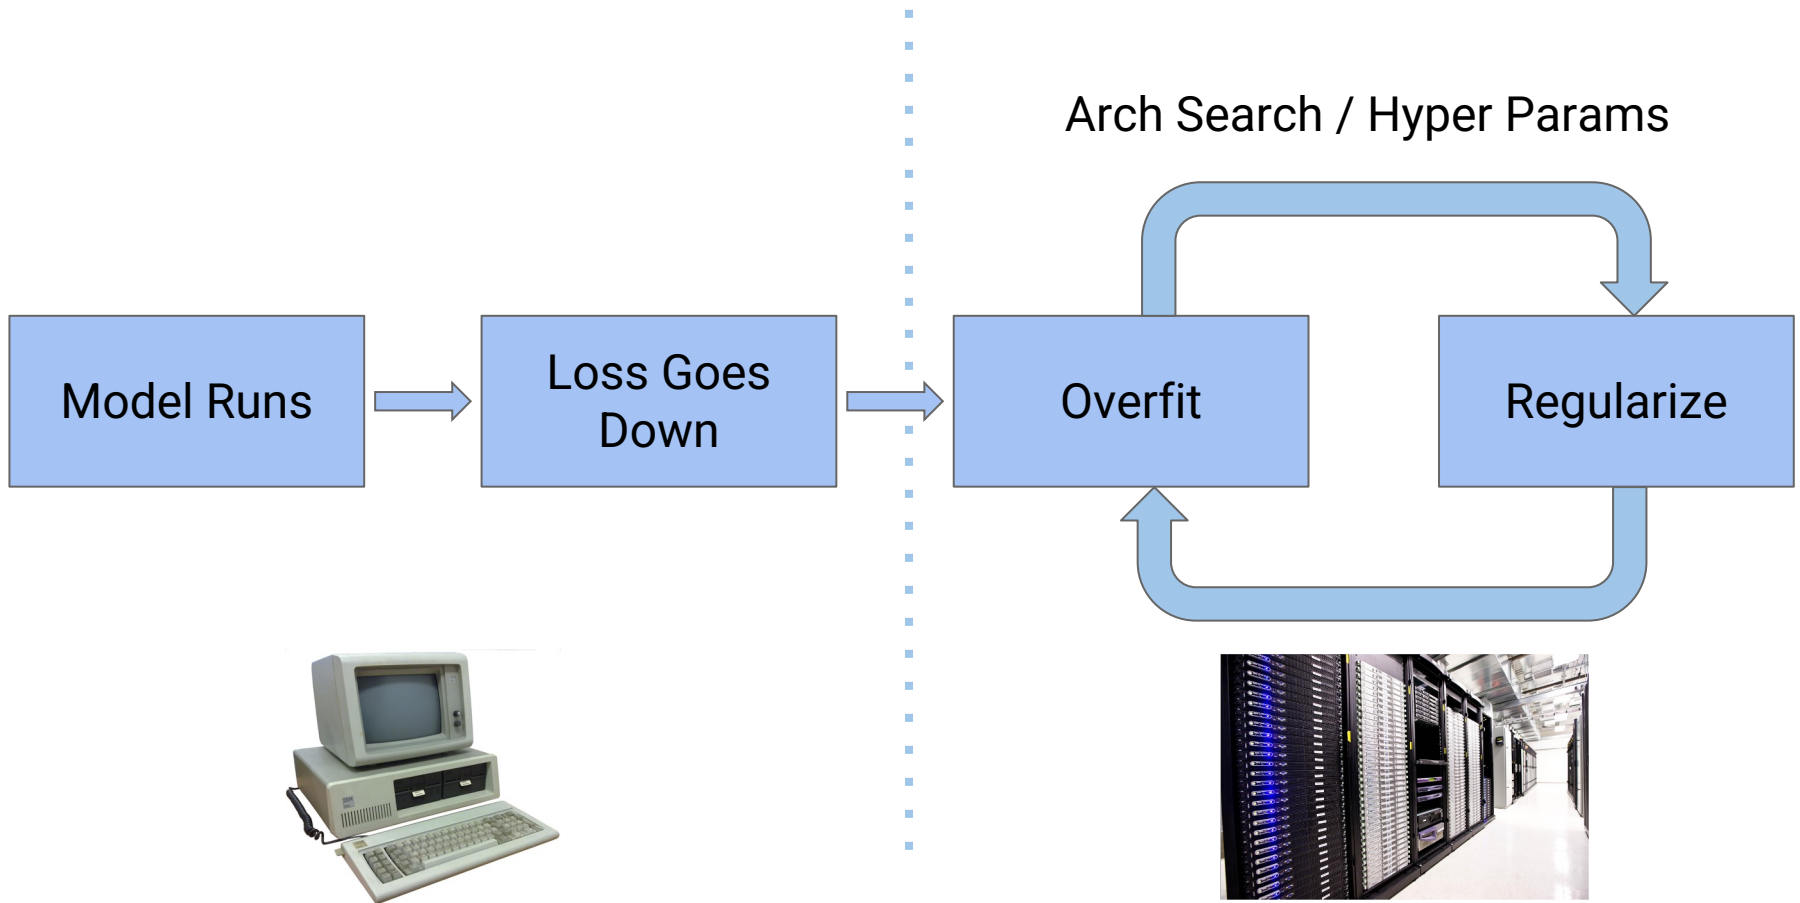 Arch Search / Hyper Params
Model Runs
Loss Goes
Down
Overfit
Regularize